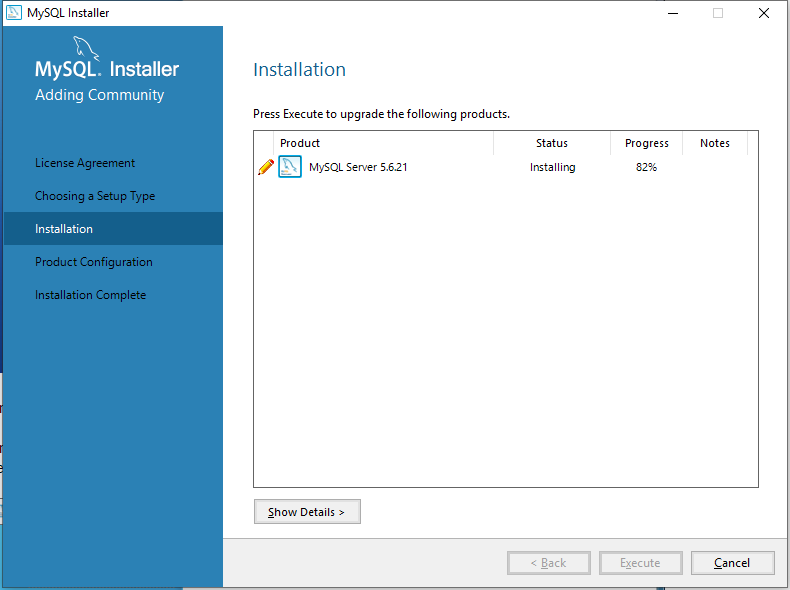 MySQL Installer
MySQL. Installer
Adding Community
License Agreement
Choosing a Setup Type
Installation
Product Configuration
Installation Complete
Installation
Press Execute to upgrade the following products.
Product Status Progress Notes
MySQL Server 5.6.21 Installing 82%
Show Details >
< Back Execute Cancel